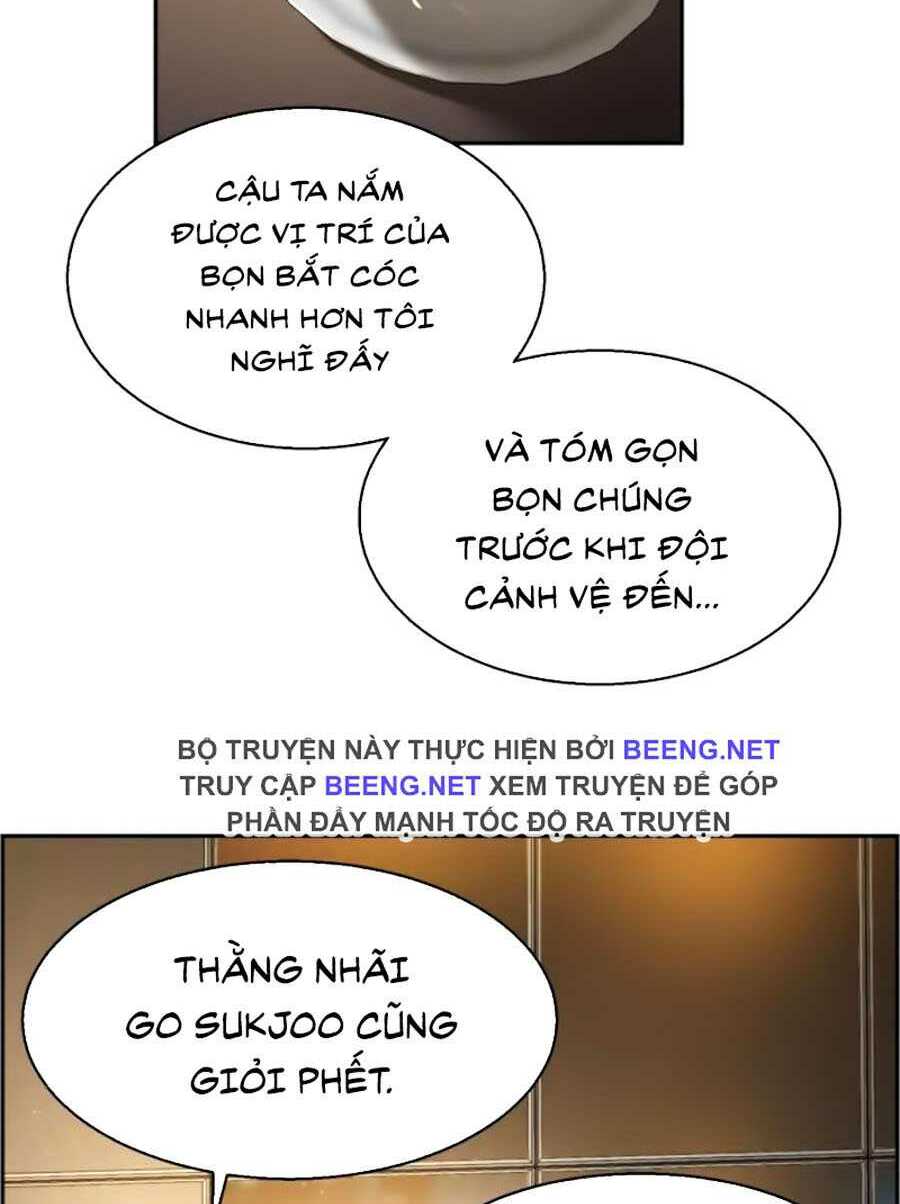 CẬU TA NẮM
ĐƯỢC VỊ TRÍ CỦA
BỌN BẮT CÓC
NHANH HƠN TÔI
NGHĨ ĐẤY
VÀ TÓM GỌN
BỌN CHÚNG
TRƯỚC KHI ĐỘI
CẢNH VỆ ĐẾN...
BỘ TRUYỆN NÀY THỰC HIỆN BỞI BEENG.NET
TRUY CẬP BEENG.NET XEM TRUYỆN ĐỂ GÓP
PHẦN ĐẨY MẠNH TỐC ĐỘ RA TRUYỆN
THẰNG NHÃI
GO SUKJOO CŨNG
GIỎI PHẾT.